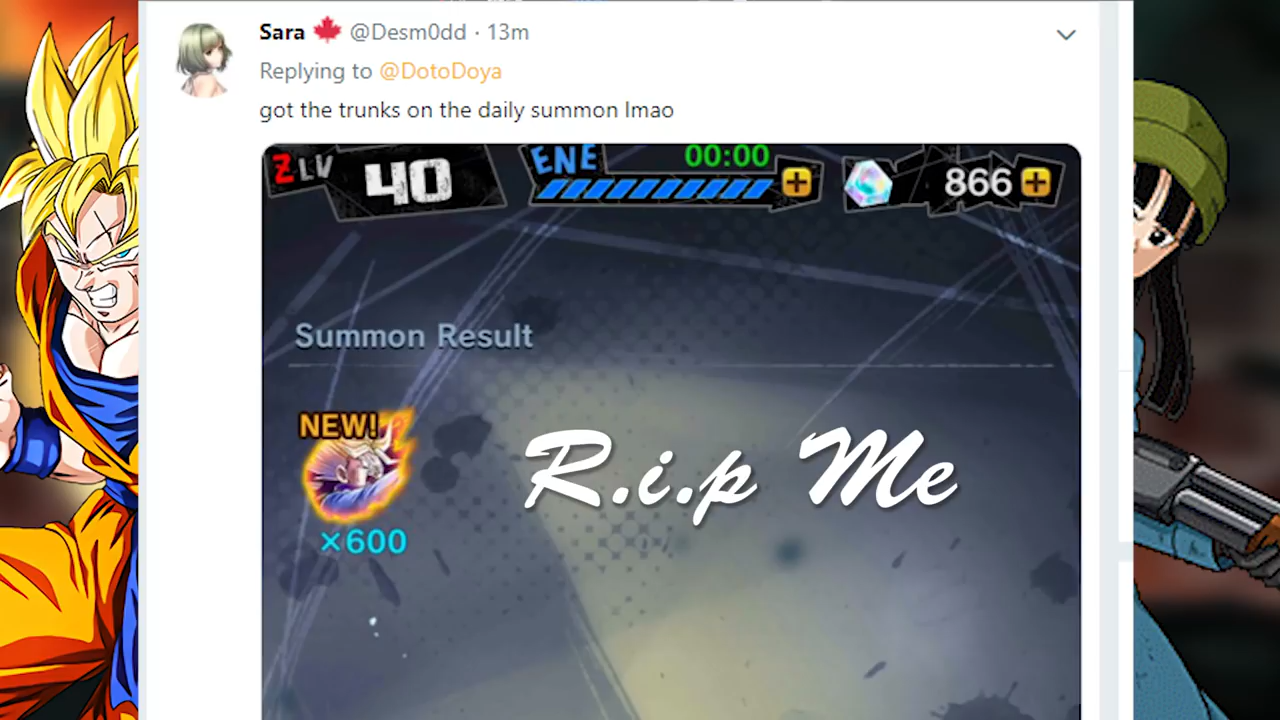 Sara @Desm0dd · 13m
Replying to @DotoDoya
got the trunks on the daily summon lmao
Z LV 40 ENE 00:00 866
Summon Result
NEW!
×600
R.i.p Me